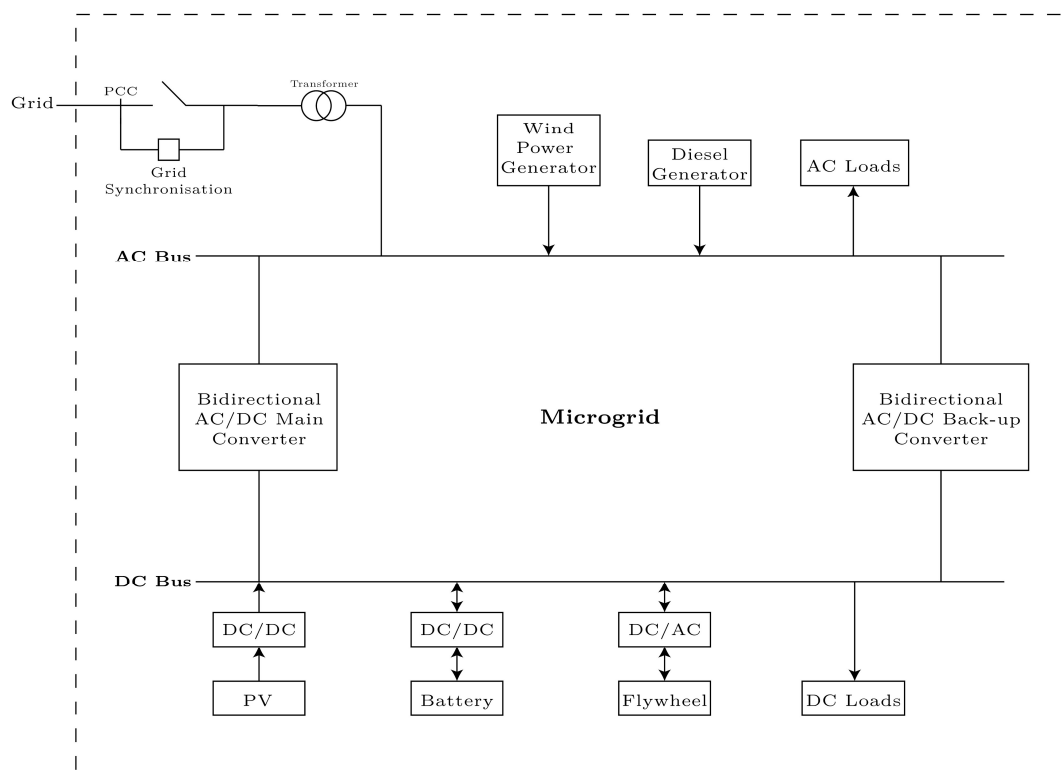 Transformer
PCC
Grid
Grid
Synchronisation
Wind
Power
Generator
Diesel
Generator
AC Loads
AC Bus
Bidirectional
AC/DC Main
Converter
Microgrid
Bidirectional
AC/DC Back-up
Converter
DC Bus
DC/DC
DC/DC
DC/AC
PV
Battery
Flywheel
DC Loads